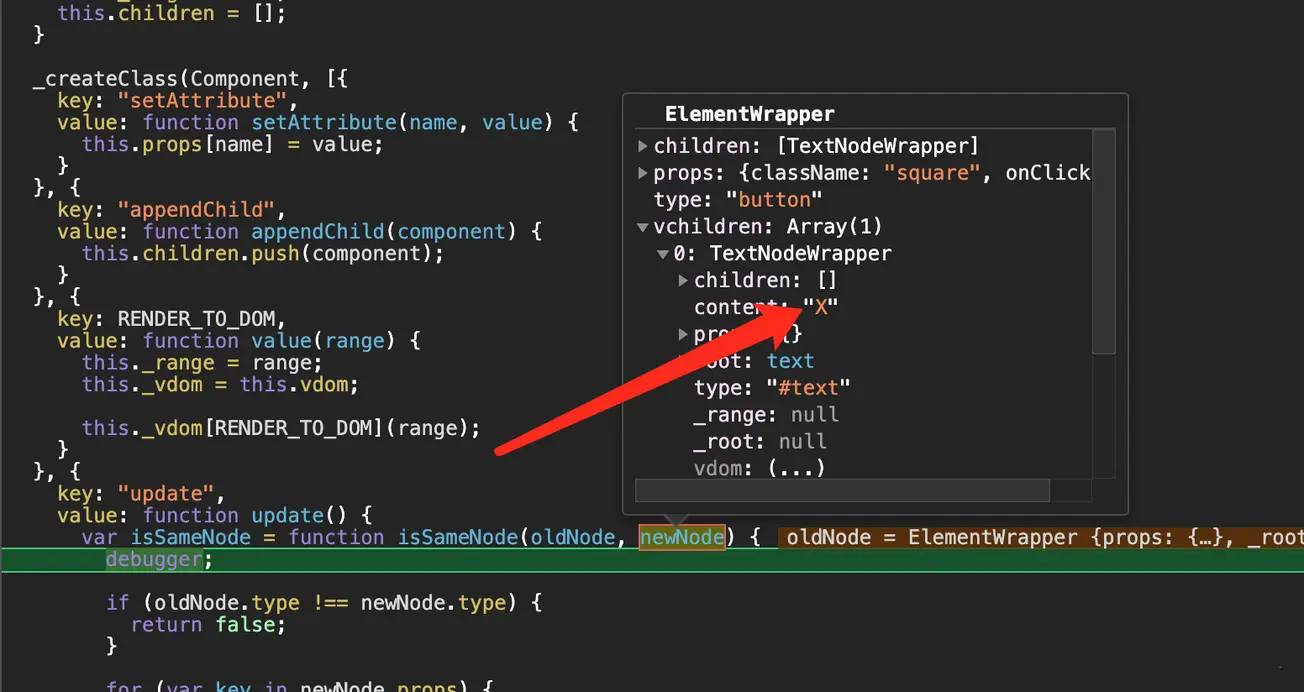 this.children = [];
}
_createClass(Component, [{
key: "setAttribute",
value: function setAttribute(name, value) {
this.props[name] = value;
}
}, {
key: "appendChild",
value: function appendChild(component) {
this.children.push(component);
}
}, {
key: RENDER_TO_DOM,
value: function value(range) {
this._range = range;
this._vdom = this.vdom;
this._vdom[RENDER_TO_DOM](range);
}
}, {
key: "update",
value: function update() {
var isSameNode = function isSameNode(oldNode, newNode) { oldNode = ElementWrapper {props: {…}, _root
debugger;
if (oldNode.type !== newNode.type) {
return false;
}
for (var key in newNode.props) {
ElementWrapper
children: [TextNodeWrapper]
props: {className: "square", onClick
type: "button"
vchildren: Array(1)
0: TextNodeWrapper
children: []
content: "X"
}
text
type: "#text"
_range: null
_root: null
vdom: (...)